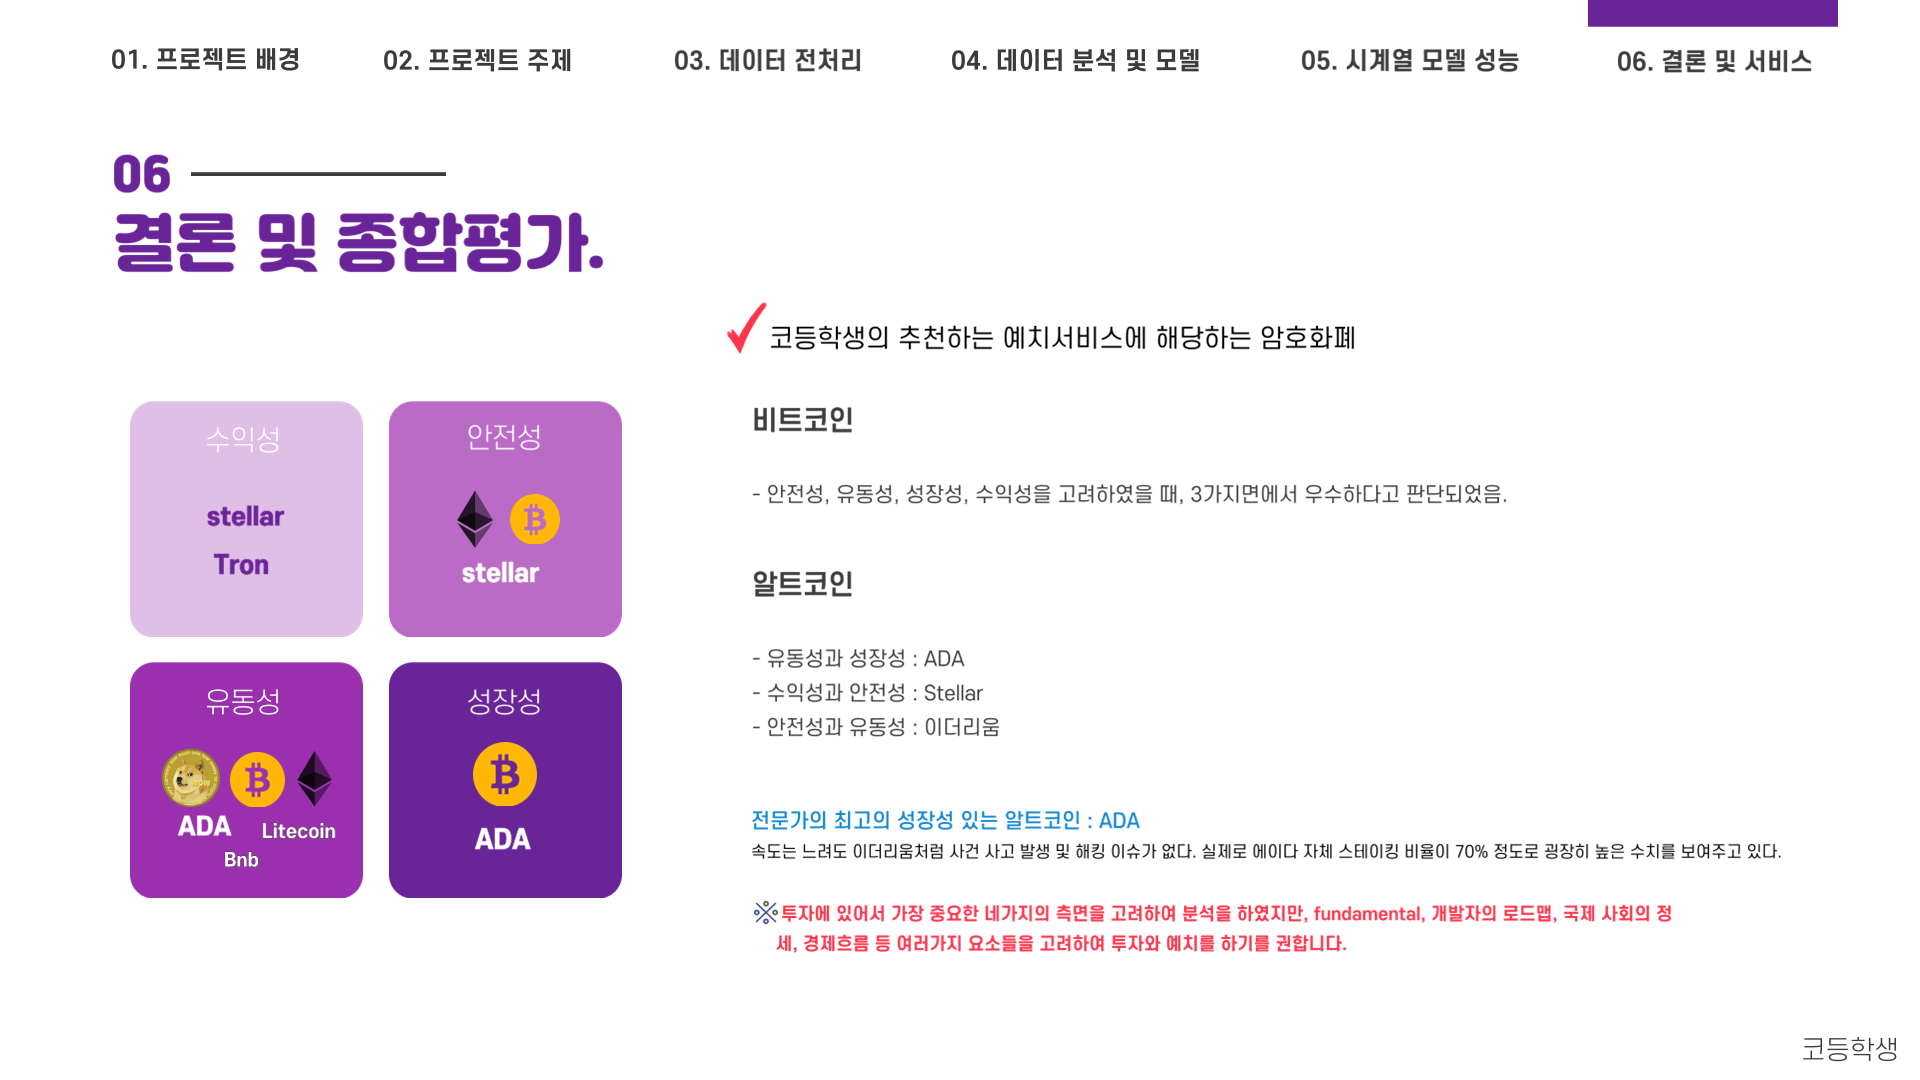 01. 프로젝트 배경
02. 프로젝트 주제
03. 데이터 전처리
04. 데이터 분석 및 모델
05. 시계열 모델 성능
06. 결론 및 서비스
06
결론 및 종합평가.
코등학생의 추천하는 예치서비스에 해당하는 암호화폐
수익성
stellar
Tron
안전성
stellar
유동성
ADA
Litecoin
Bnb
성장성
ADA
비트코인
- 안전성, 유동성, 성장성, 수익성을 고려하였을 때, 3가지면에서 우수하다고 판단되었음.
알트코인
- 유동성과 성장성 : ADA
- 수익성과 안전성 : Stellar
- 안전성과 유동성 : 이더리움
전문가의 최고의 성장성 있는 알트코인 : ADA
속도는 느려도 이더리움처럼 사건 사고 발생 및 해킹 이슈가 없다. 실제로 에이다 자체 스테이킹 비율이 70% 정도로 굉장히 높은 수치를 보여주고 있다.
※투자에 있어서 가장 중요한 네가지의 측면을 고려하여 분석을 하였지만, fundamental, 개발자의 로드맵, 국제 사회의 정
세, 경제흐름 등 여러가지 요소들을 고려하여 투자와 예치를 하기를 권합니다.
코등학생